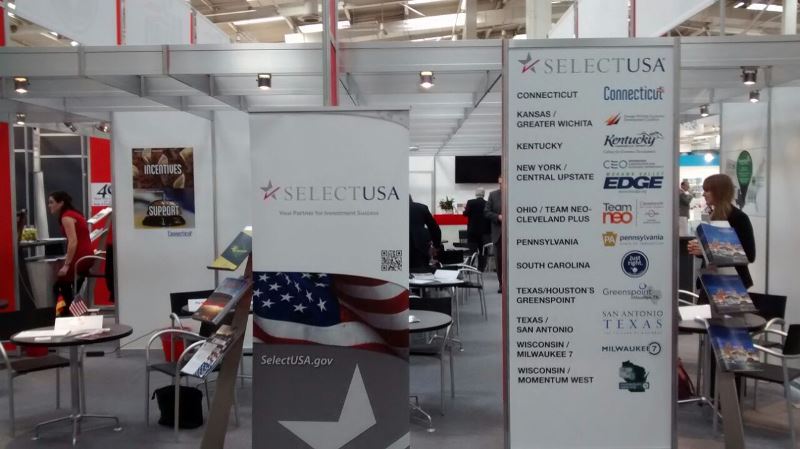 SELECTUSA
CONNECTICUT
Connecticut
KANSAS /
GREATER WICHITA
KENTUCKY
Kentucky
NEW YORK /
CENTRAL UPSTATE
CEO
MOHAWK VALLEY
EDGE
OHIO / TEAM NEO-
CLEVELAND PLUS
Team
neo
PENNSYLVANIA
PA pennsylvania
SOUTH CAROLINA
Just
right.
TEXAS/HOUSTON'S
GREENSPOINT
Greenspoint
TEXAS /
SAN ANTONIO
SAN ANTONIO
TEXAS
WISCONSIN /
MILWAUKEE 7
MILWAUKEE 7
WISCONSIN /
MOMENTUM WEST
SELECTUSA
Your Partner for Investment Success
SelectUSA.gov
INCENTIVES
SUPPORT
Connecticut